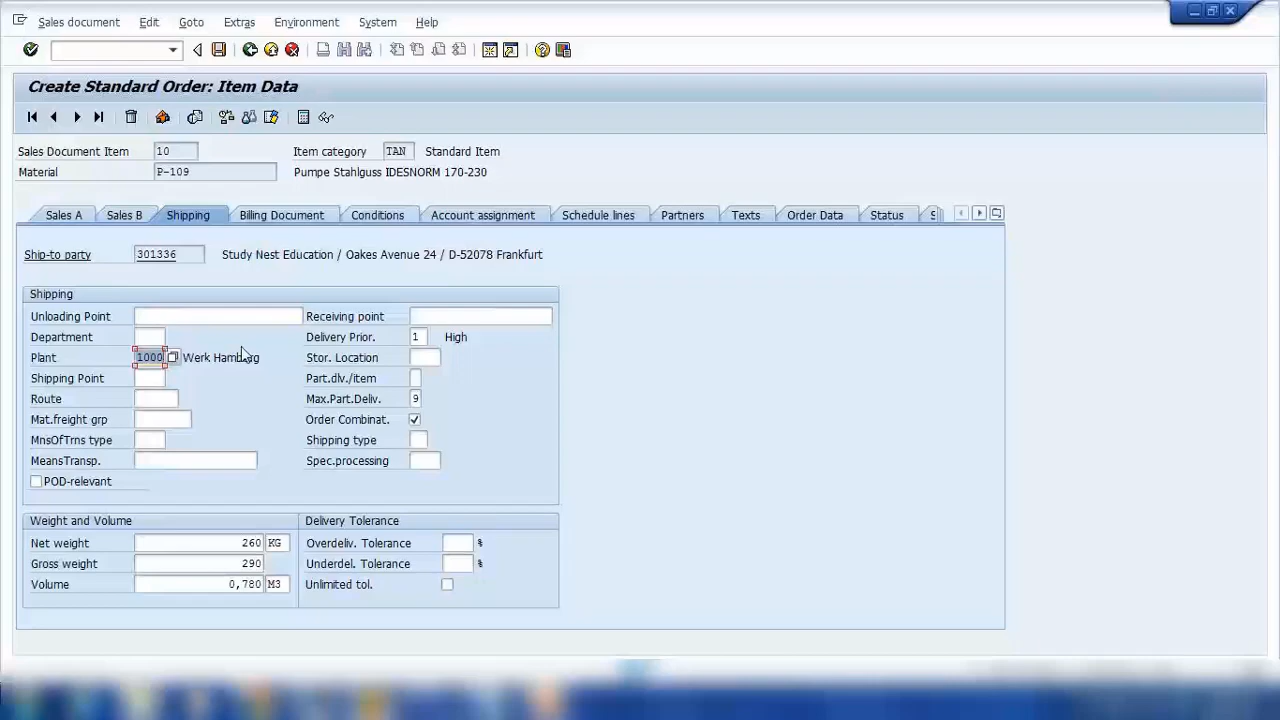 Sales document Edit Goto Extras Environment System Help
Create Standard Order: Item Data
Sales Document Item 10 Item category TAN Standard Item
Material P-109 Pumpe Stahlguss IDESNORM 170-230
Sales A Sales B Shipping Billing Document Conditions Account assignment Schedule lines Partners Texts Order Data Status
Ship-to party 301336 Study Nest Education / Oakes Avenue 24 / D-52078 Frankfurt
Shipping
Unloading Point Receiving point
Department Delivery Prior. 1 High
Plant 1000 Werk Hamburg Stor. Location
Shipping Point Part.dlv./item
Route Max.Part.Deliv. 9
Mat.freight grp Order Combinat.
MnsOfTrns type Shipping type
MeansTransp. Spec.processing
POD-relevant
Weight and Volume Delivery Tolerance
Net weight 260 KG Overdeliv. Tolerance %
Gross weight 290 Underdel. Tolerance %
Volume 0,780 M3 Unlimited tol.